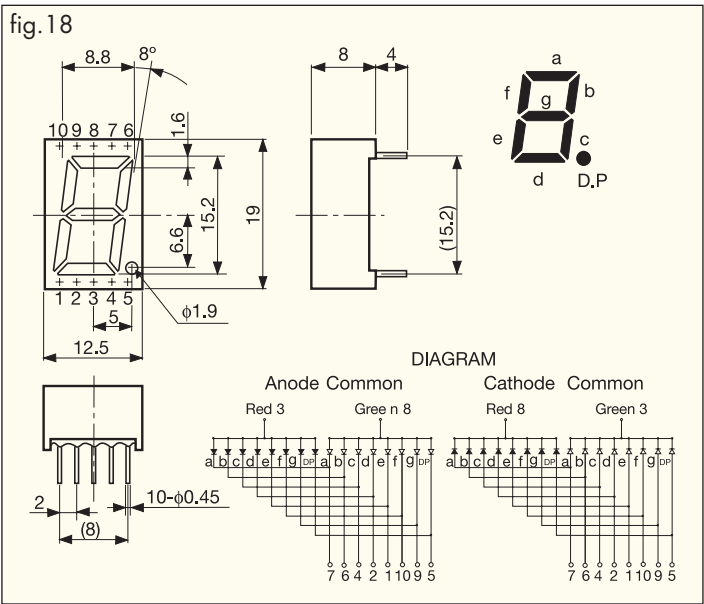 fig.18
8.8 8° 8 4
a
f g b
e c
d D.P
1.6
10 9 8 7 6
15.2 19 (15.2)
6.6
1 2 3 4 5
5 ϕ1.9
12.5
DIAGRAM
Anode Common Cathode Common
Red 3 Gree n 8 Red 8 Green 3
a b c d e f g DP a b c d e f g DP a b c d e f g DP a b c d e f g DP
2 10-ϕ0.45
(8)
7 6 4 2 1 10 9 5 7 6 4 2 1 10 9 5